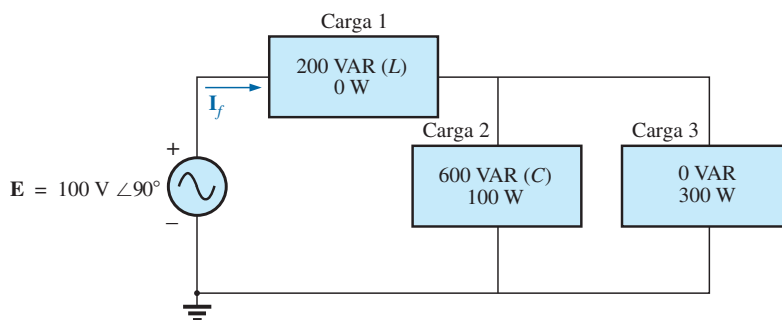 Carga 1
200 VAR (L)
0 W
I_f
Carga 2
Carga 3
+
600 VAR (C)
100 W
0 VAR
300 W
E = 100 V ∠90°
−